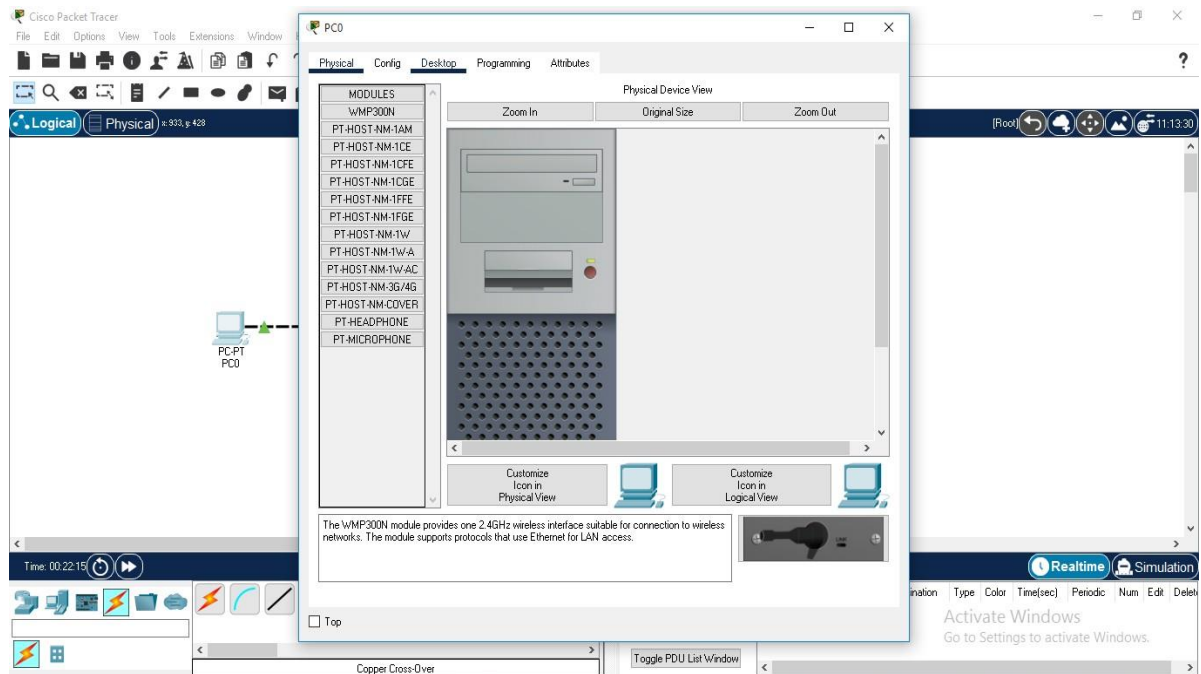 Cisco Packet Tracer
File Edit Options View Tools Extensions Window
?
Logical Physical x: 933, y: 428
[Root] 11:13:30
PC-PT
PC0
PC0
Physical Config Desktop Programming Attributes
MODULES
WMP300N
PT-HOST-NM-1AM
PT-HOST-NM-1CE
PT-HOST-NM-1CFE
PT-HOST-NM-1CGE
PT-HOST-NM-1FFE
PT-HOST-NM-1FGE
PT-HOST-NM-1W
PT-HOST-NM-1W-A
PT-HOST-NM-1W-AC
PT-HOST-NM-3G/4G
PT-HOST-NM-COVER
PT-HEADPHONE
PT-MICROPHONE
Physical Device View
Zoom In Original Size Zoom Out
Customize
Icon in
Physical View
Customize
Icon in
Logical View
The WMP300N module provides one 2.4GHz wireless interface suitable for connection to wireless
networks. The module supports protocols that use Ethernet for LAN access.
Top
Time: 00:22:15
Realtime Simulation
ination Type Color Time(sec) Periodic Num Edit Delet
Activate Windows
Go to Settings to activate Windows.
Toggle PDU List Window
Copper Cross-Over